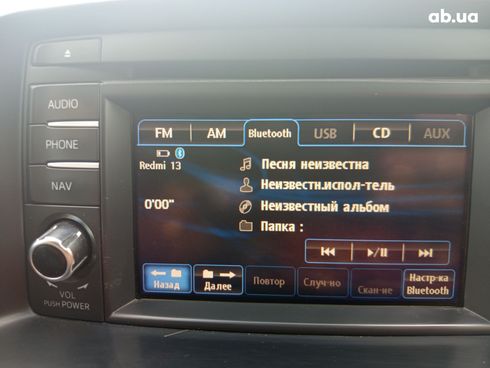 ab.ua
AUDIO
PHONE
NAV
VOL
PUSH POWER
FM AM Bluetooth USB CD AUX
Redmi 13
Песня неизвестна
Неизвестн.испол-тель
0'00"
Неизвестный альбом
Папка :
Назад Далее Повтор Случ-но Скан-ие Настр-ка Bluetooth